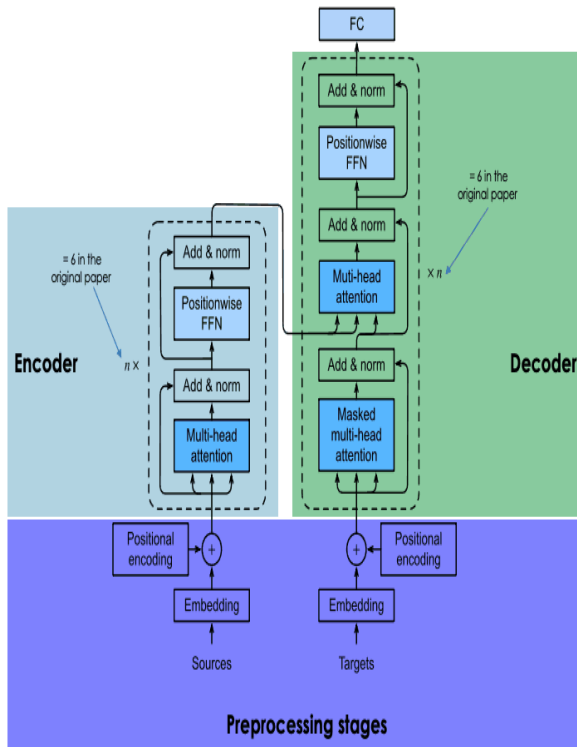 FC
Add & norm
Positionwise
FFN
= 6 in the
original paper
Add & norm
Muti-head
attention
× n
Add & norm
Masked
multi-head
attention
Decoder
= 6 in the
original paper
Add & norm
Positionwise
FFN
n ×
Encoder
Add & norm
Multi-head
attention
Positional
encoding
+
Embedding
Sources
+
Positional
encoding
Embedding
Targets
Preprocessing stages